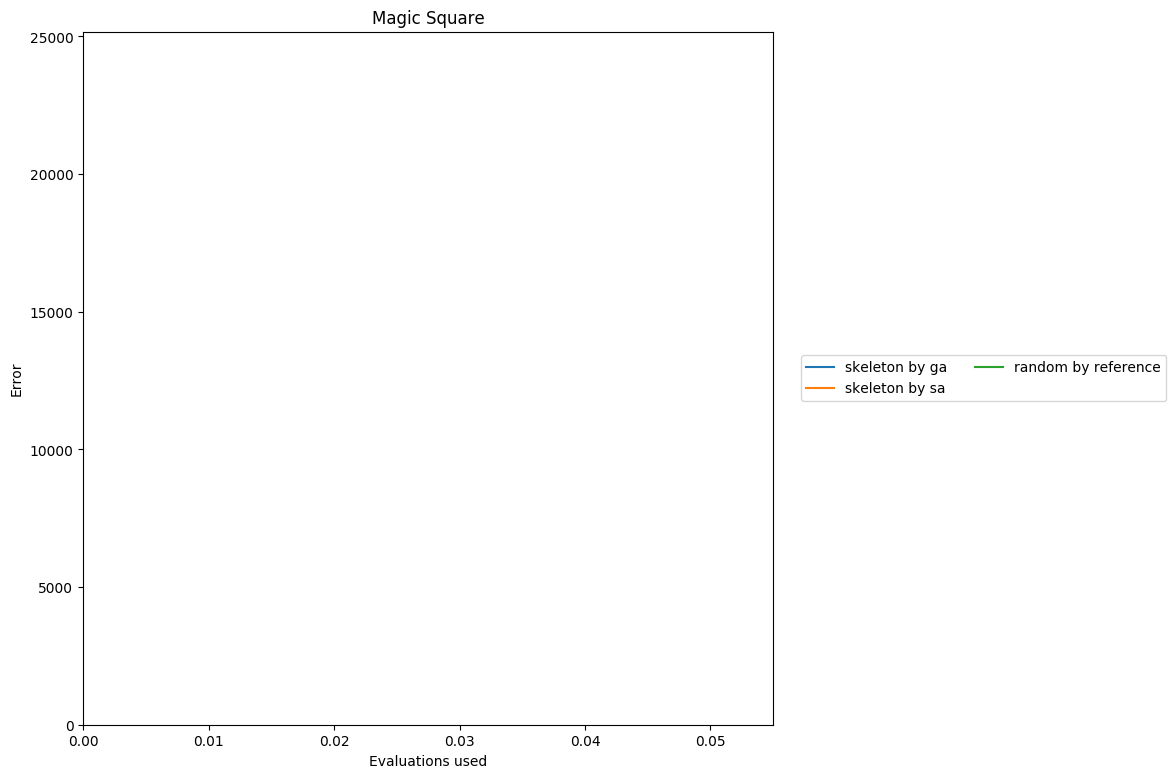 Magic Square
25000
20000
15000
10000
5000
0
Error
0.00 0.01 0.02 0.03 0.04 0.05
Evaluations used
skeleton by ga random by reference
skeleton by sa